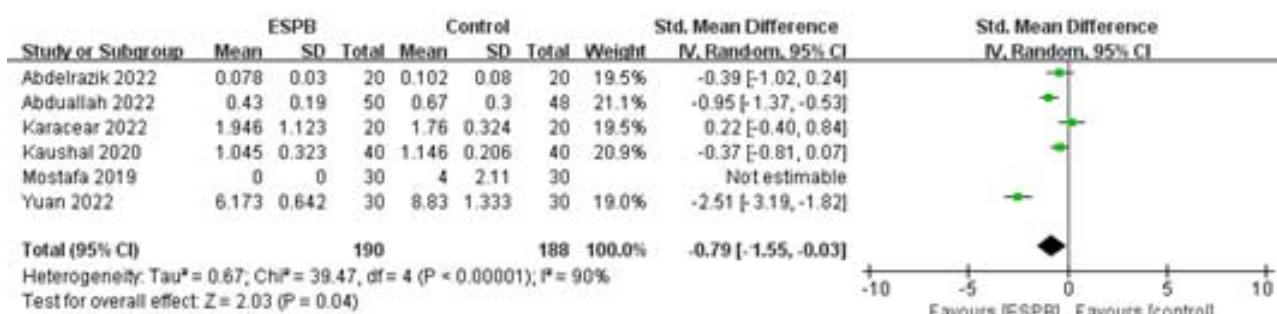 ESPB Control Std. Mean Difference Std. Mean Difference
Study or Subgroup Mean SD Total Mean SD Total Weight IV, Random, 95% CI IV, Random, 95% CI
Abdelrazik 2022 0.078 0.03 20 0.102 0.08 20 19.5% -0.39 [-1.02, 0.24]
Abduallah 2022 0.43 0.19 50 0.67 0.3 48 21.1% -0.95 [-1.37, -0.53]
Karacear 2022 1.946 1.123 20 1.76 0.324 20 19.5% 0.22 [-0.40, 0.84]
Kaushal 2020 1.045 0.323 40 1.146 0.206 40 20.9% -0.37 [-0.81, 0.07]
Mostafa 2019 0 0 30 4 2.11 30 Not estimable
Yuan 2022 6.173 0.642 30 8.83 1.333 30 19.0% -2.51 [-3.19, -1.82]
Total (95% CI) 190 188 100.0% -0.79 [-1.55, -0.03]
Heterogeneity: Tau² = 0.67; Chi² = 39.47, df = 4 (P < 0.00001); I² = 90%
Test for overall effect: Z = 2.03 (P = 0.04)
-10 -5 0 5 10
Favours [ESPB] Favours [control]